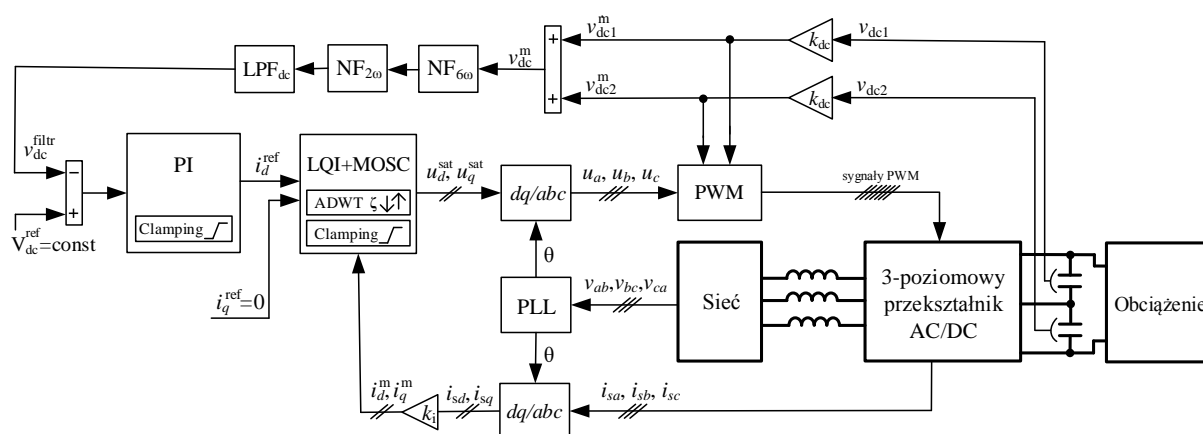 v_dc1^m
k_dc
v_dc1
LPF_dc
NF_2ω
NF_6ω
v_dc^m
+
+
v_dc2^m
k_dc
v_dc2
v_dc^filtr
−
+
V_dc^ref=const
PI
Clamping
i_d^ref
LQI+MOSC
ADWT ζ↓↑
Clamping
u_d^sat, u_q^sat
dq/abc
u_a, u_b, u_c
PWM
sygnały PWM
θ
i_q^ref=0
PLL
v_ab,v_bc,v_ca
Sieć
3-poziomowy
przekształnik
AC/DC
Obciążenie
θ
i_d^m, i_q^m
k_i
i_sd, i_sq
dq/abc
i_sa, i_sb, i_sc